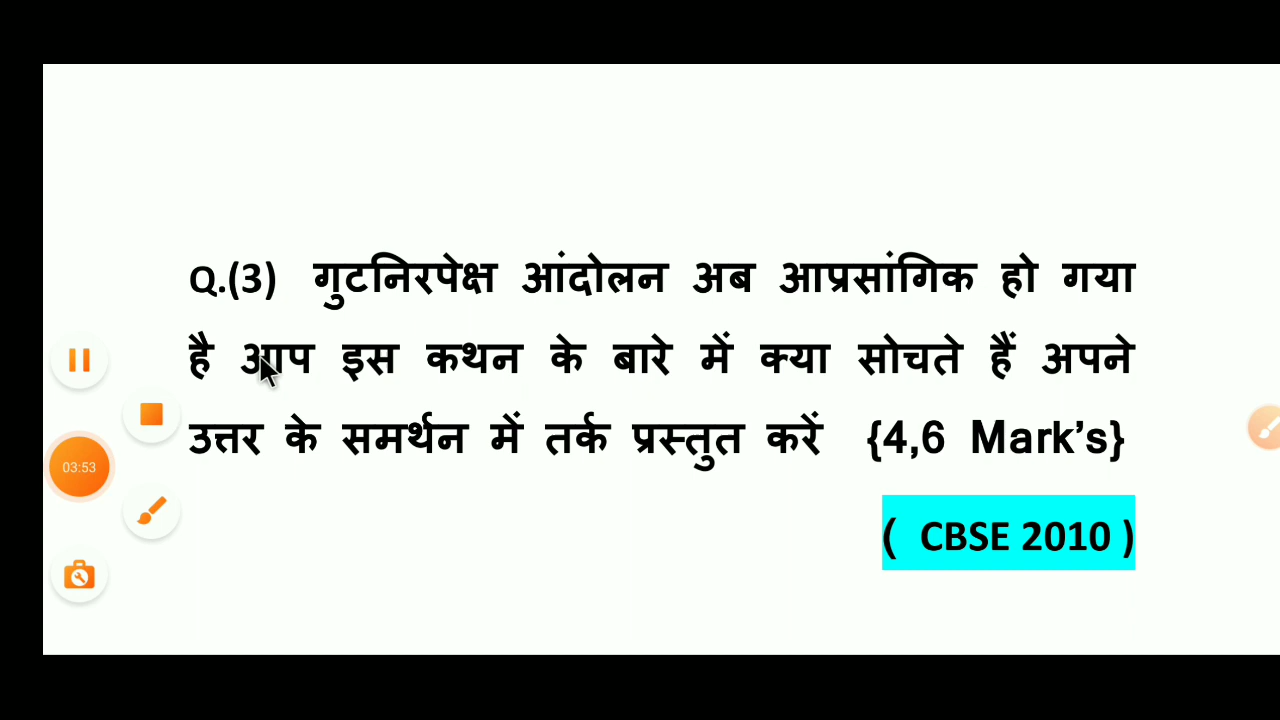 Q.(3) गुटनिरपेक्ष आंदोलन अब आप्रसांगिक हो गया
है आप इस कथन के बारे में क्या सोचते हैं अपने
उत्तर के समर्थन में तर्क प्रस्तुत करें {4,6 Mark’s}
( CBSE 2010 )
03:53